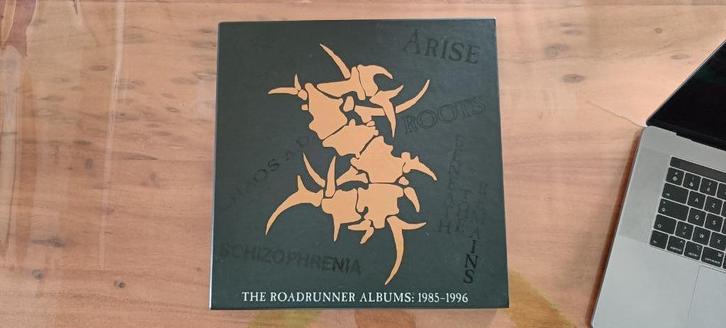 ARISE
ROOTS
CHAOS A.D.
BENEATH
THE
REMAINS
SCHIZOPHRENIA
THE ROADRUNNER ALBUMS: 1985-1996